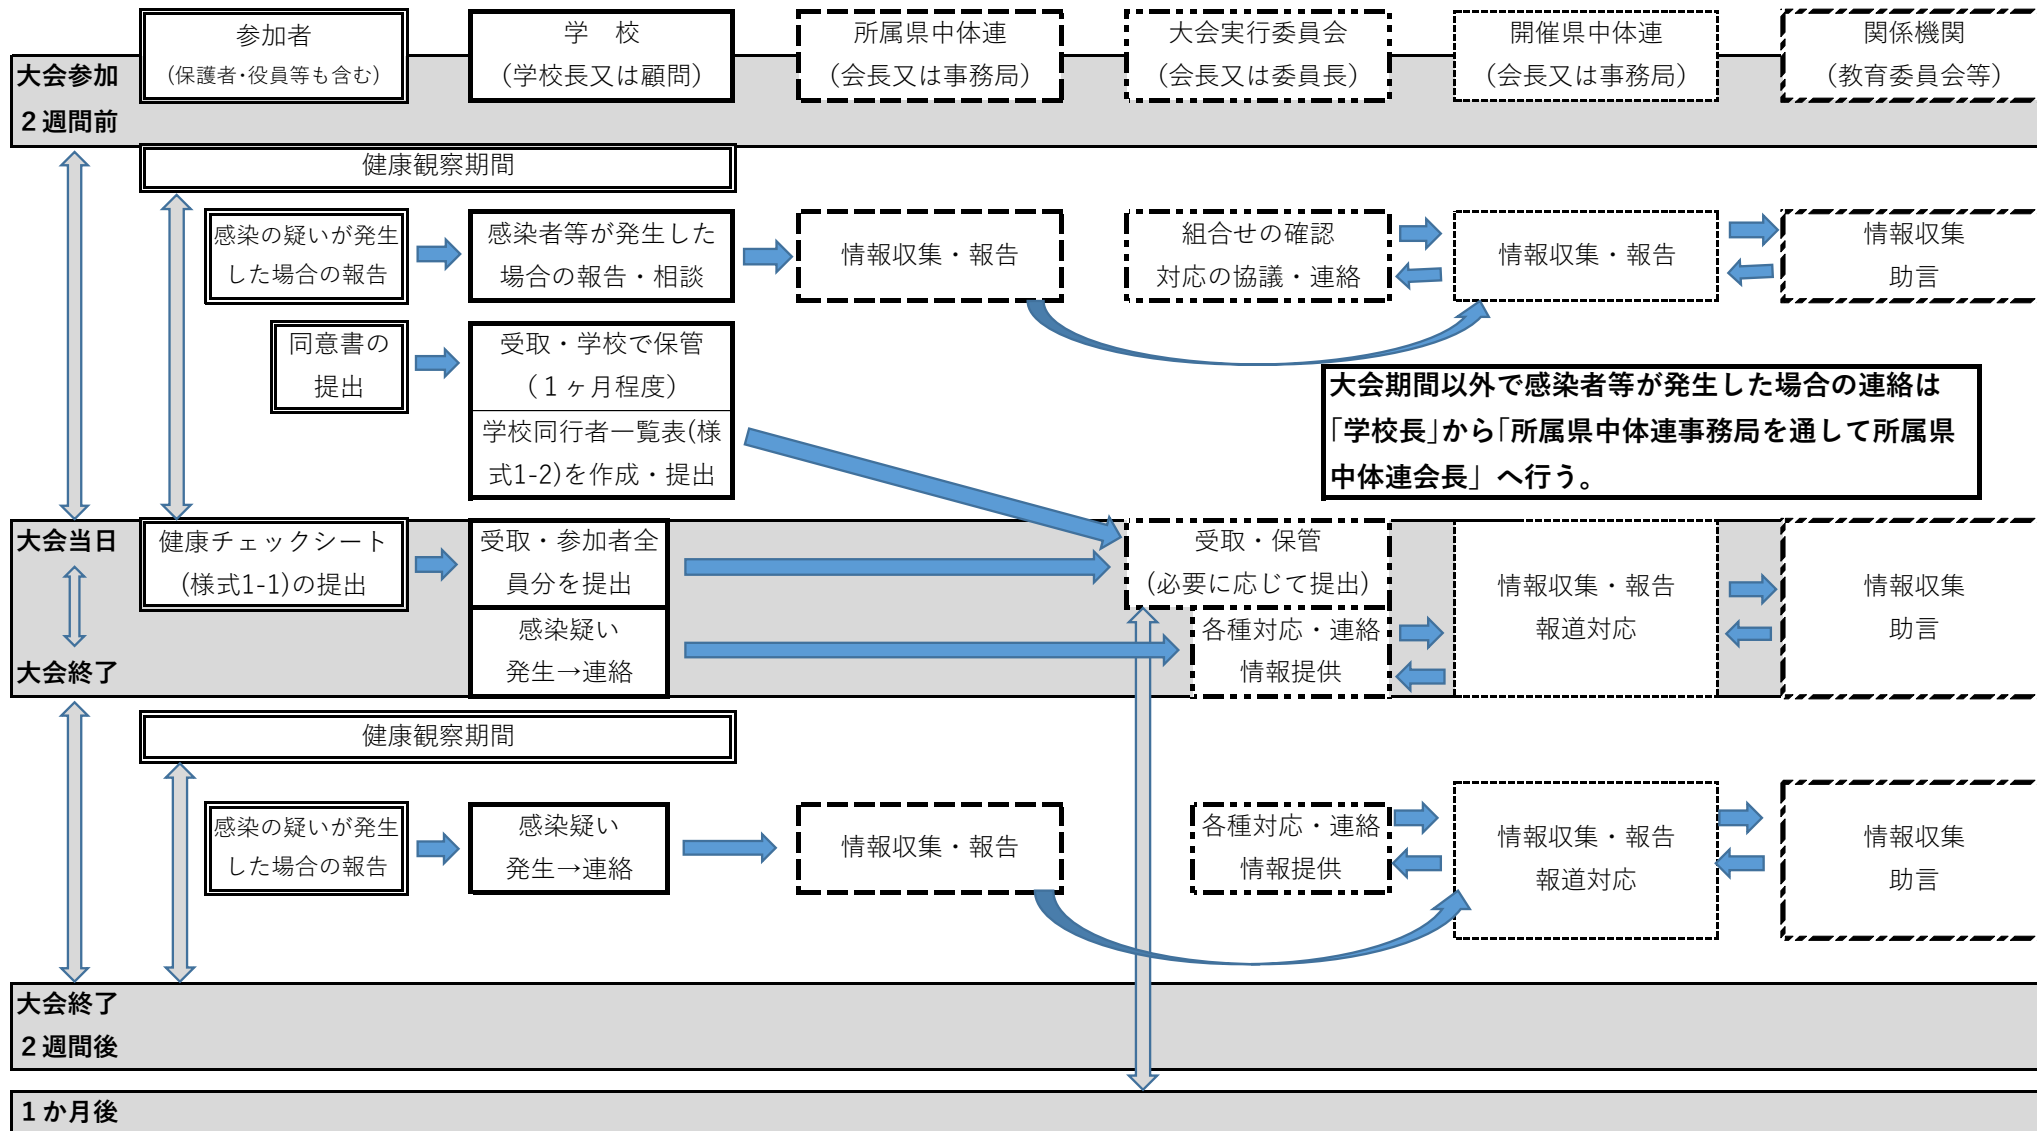 参加者
(保護者・役員等も含む)
学　校
(学校長又は顧問)
所属県中体連
(会長又は事務局)
大会実行委員会
(会長又は委員長)
開催県中体連
(会長又は事務局)
関係機関
(教育委員会等)
大会参加
２週間前
健康観察期間
感染の疑いが発生
した場合の報告
感染者等が発生した
場合の報告・相談
情報収集・報告
組合せの確認
対応の協議・連絡
情報収集・報告
情報収集
助言
同意書の
提出
受取・学校で保管
（１ヶ月程度）
学校同行者一覧表(様
式1-2)を作成・提出
大会期間以外で感染者等が発生した場合の連絡は
「学校長」から「所属県中体連事務局を通して所属県
中体連会長」へ行う。
大会当日
大会終了
健康チェックシート
(様式1-1)の提出
受取・参加者全
員分を提出
感染疑い
発生→連絡
受取・保管
(必要に応じて提出)
各種対応・連絡
情報提供
情報収集・報告
報道対応
情報収集
助言
健康観察期間
感染の疑いが発生
した場合の報告
感染疑い
発生→連絡
情報収集・報告
各種対応・連絡
情報提供
情報収集・報告
報道対応
情報収集
助言
大会終了
２週間後
１か月後